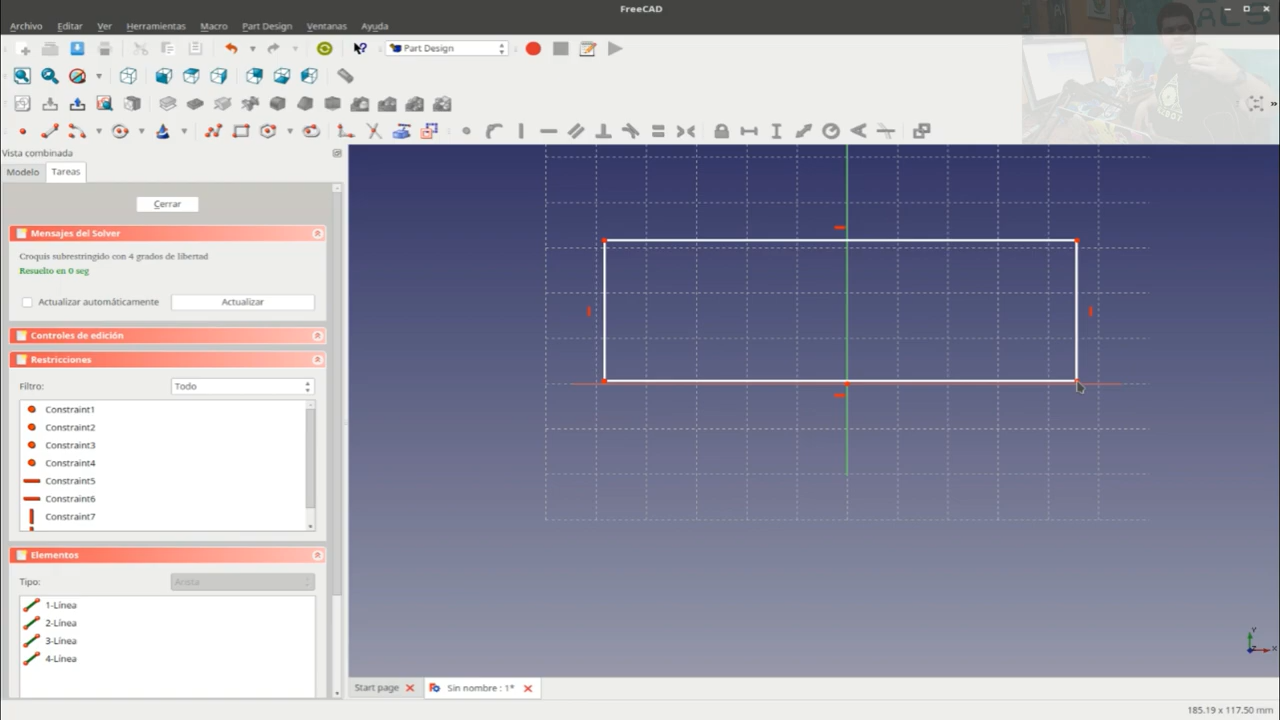 FreeCAD
Archivo Editar Ver Herramientas Macro Part Design Ventanas Ayuda
Part Design
Vista combinada
Modelo Tareas
Cerrar
Mensajes del Solver
Croquis subrestringido con 4 grados de libertad
Resuelto en 0 seg
Actualizar automáticamente Actualizar
Controles de edición
Restricciones
Filtro: Todo
Constraint1
Constraint2
Constraint3
Constraint4
Constraint5
Constraint6
Constraint7
Elementos
Tipo: Arista
1-Línea
2-Línea
3-Línea
4-Línea
Y
Z X
Start page Sin nombre : 1*
185.19 x 117.50 mm